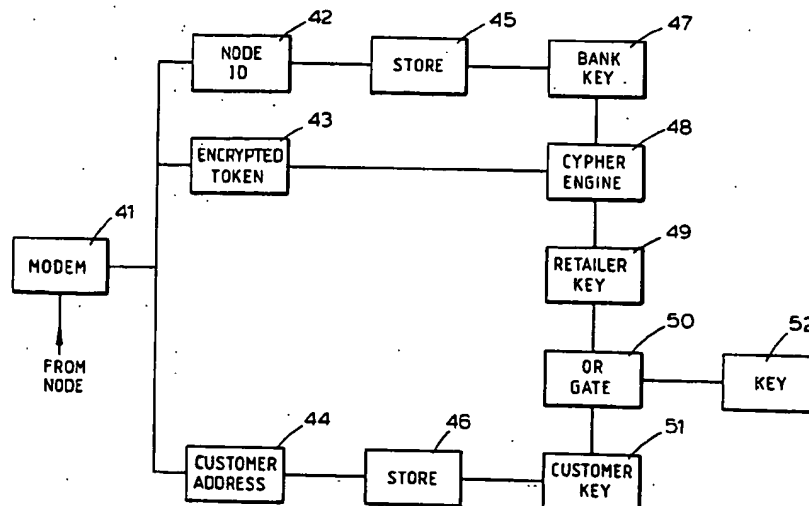 42
NODE
ID
45
STORE
47
BANK
KEY
43
ENCRYPTED
TOKEN
48
CYPHER
ENGINE
41
MODEM
FROM
NODE
49
RETAILER
KEY
50
OR
GATE
52
KEY
44
CUSTOMER
ADDRESS
46
STORE
51
CUSTOMER
KEY